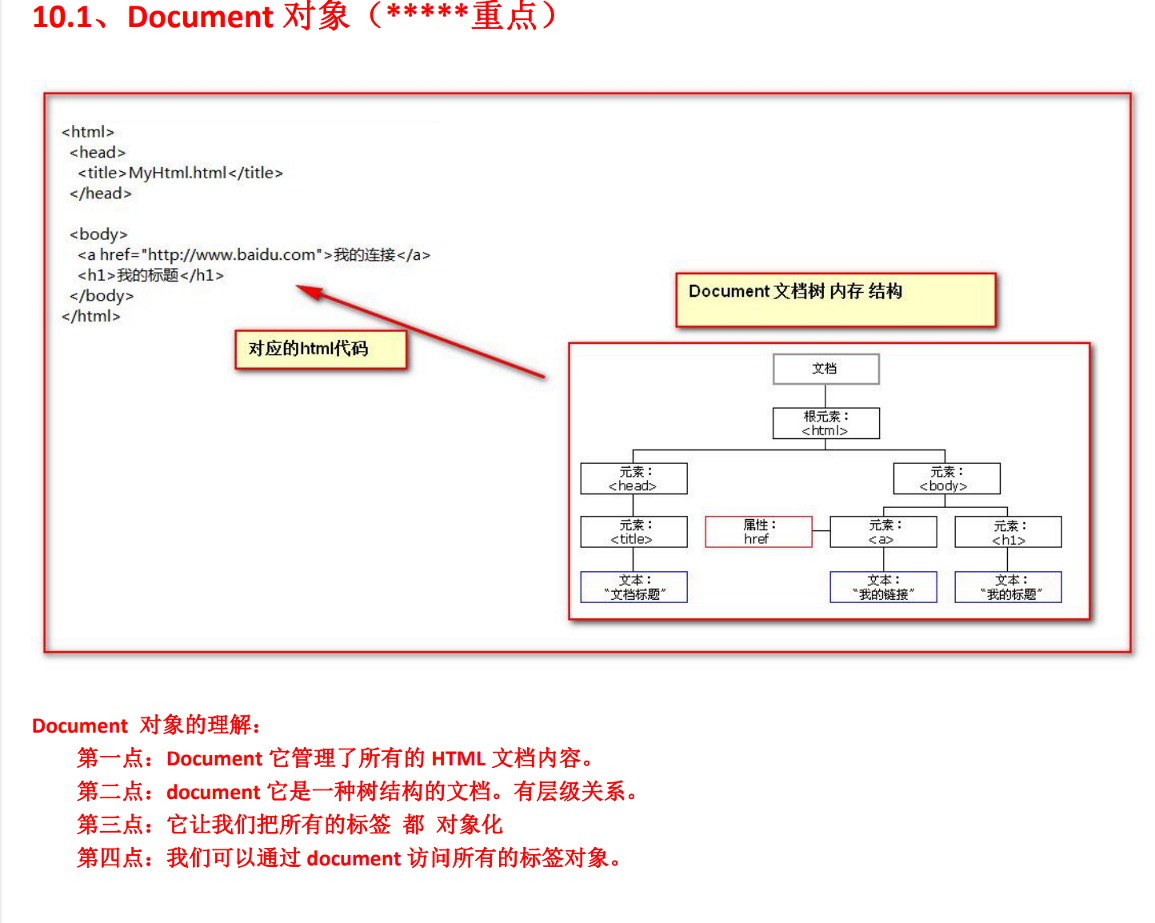 10.1、Document 对象（*****重点）
<html>
<head>
<title>MyHtml.html</title>
</head>
<body>
<a href="http://www.baidu.com">我的连接</a>
<h1>我的标题</h1>
</body>
</html>
对应的html代码
Document 文档树 内存 结构
文档
根元素：
<html>
元素： 元素：
<head> <body>
元素： 属性： 元素： 元素：
<title> href <a> <h1>
文本： 文本： 文本：
“文档标题” “我的链接” “我的标题”
Document 对象的理解：
第一点：Document 它管理了所有的 HTML 文档内容。
第二点：document 它是一种树结构的文档。有层级关系。
第三点：它让我们把所有的标签 都 对象化
第四点：我们可以通过 document 访问所有的标签对象。